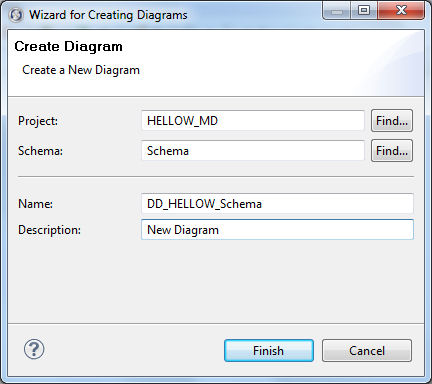 Wizard for Creating Diagrams
Create Diagram
Create a New Diagram
Project: HELLOW_MD Find...
Schema: Schema Find...
Name: DD_HELLOW_Schema
Description: New Diagram
? Finish Cancel